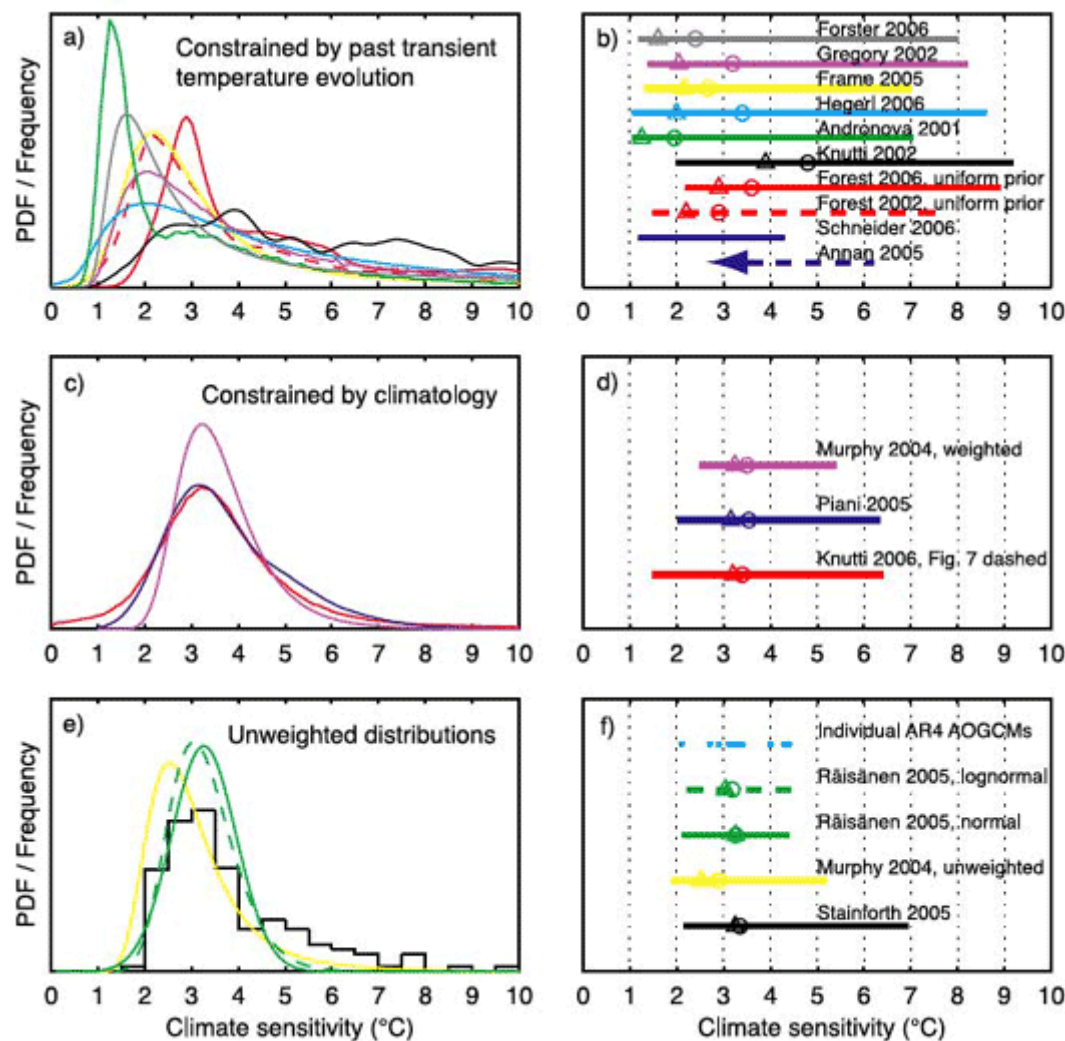 a)
Constrained by past transient
temperature evolution
PDF / Frequency
0 1 2 3 4 5 6 7 8 9 10
b)
Forster 2006
Gregory 2002
Frame 2005
Hegerl 2006
Andronova 2001
Knutti 2002
Forest 2006, uniform prior
Forest 2002, uniform prior
Schneider 2006
Annan 2005
0 1 2 3 4 5 6 7 8 9 10
c)
Constrained by climatology
PDF / Frequency
0 1 2 3 4 5 6 7 8 9 10
d)
Murphy 2004, weighted
Piani 2005
Knutti 2006, Fig. 7 dashed
0 1 2 3 4 5 6 7 8 9 10
e)
Unweighted distributions
PDF / Frequency
0 1 2 3 4 5 6 7 8 9 10
Climate sensitivity (°C)
f)
Individual AR4 AOGCMs
Räisänen 2005, lognormal
Räisänen 2005, normal
Murphy 2004, unweighted
Stainforth 2005
0 1 2 3 4 5 6 7 8 9 10
Climate sensitivity (°C)